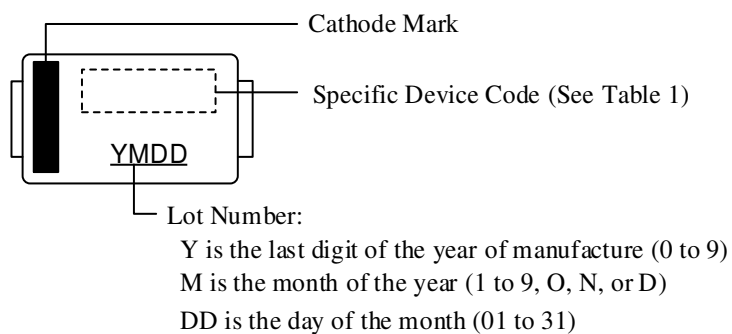 Cathode Mark
Specific Device Code (See Table 1)
YMDD
Lot Number:
Y is the last digit of the year of manufacture (0 to 9)
M is the month of the year (1 to 9, O, N, or D)
DD is the day of the month (01 to 31)